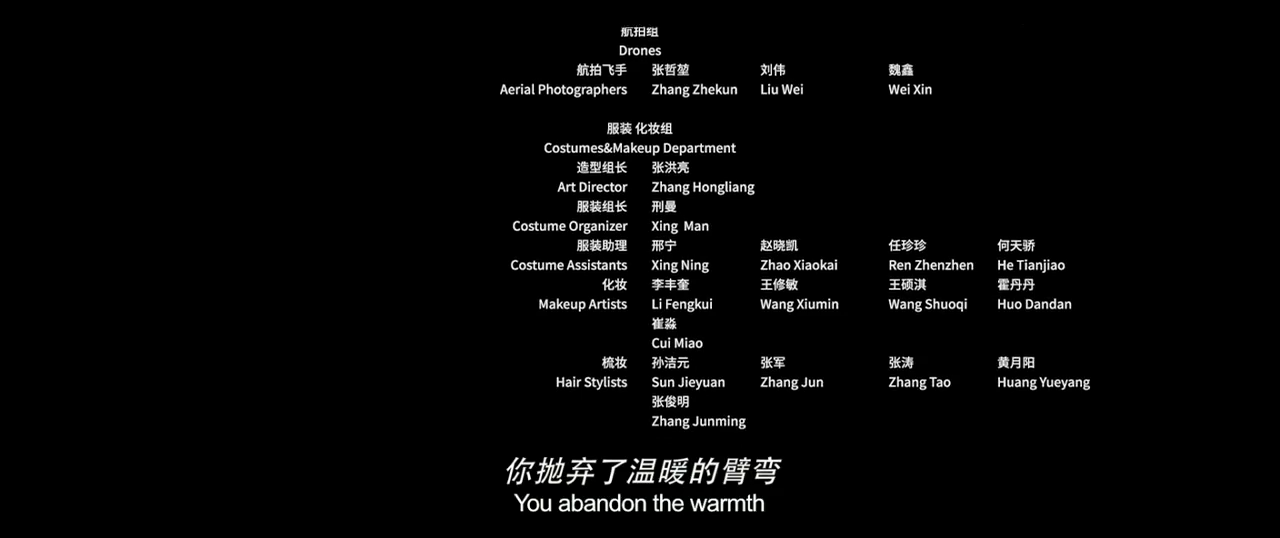 航拍组
Drones
航拍飞手 张哲堃 刘伟 魏鑫
Aerial Photographers Zhang Zhekun Liu Wei Wei Xin
服装 化妆组
Costumes&Makeup Department
造型组长 张洪亮
Art Director Zhang Hongliang
服装组长 刑曼
Costume Organizer Xing Man
服装助理 邢宁 赵晓凯 任珍珍 何天骄
Costume Assistants Xing Ning Zhao Xiaokai Ren Zhenzhen He Tianjiao
化妆 李丰奎 王修敏 王硕淇 霍丹丹
Makeup Artists Li Fengkui Wang Xiumin Wang Shuoqi Huo Dandan
崔淼
Cui Miao
梳妆 孙洁元 张军 张涛 黄月阳
Hair Stylists Sun Jieyuan Zhang Jun Zhang Tao Huang Yueyang
张俊明
Zhang Junming
你抛弃了温暖的臂弯
You abandon the warmth